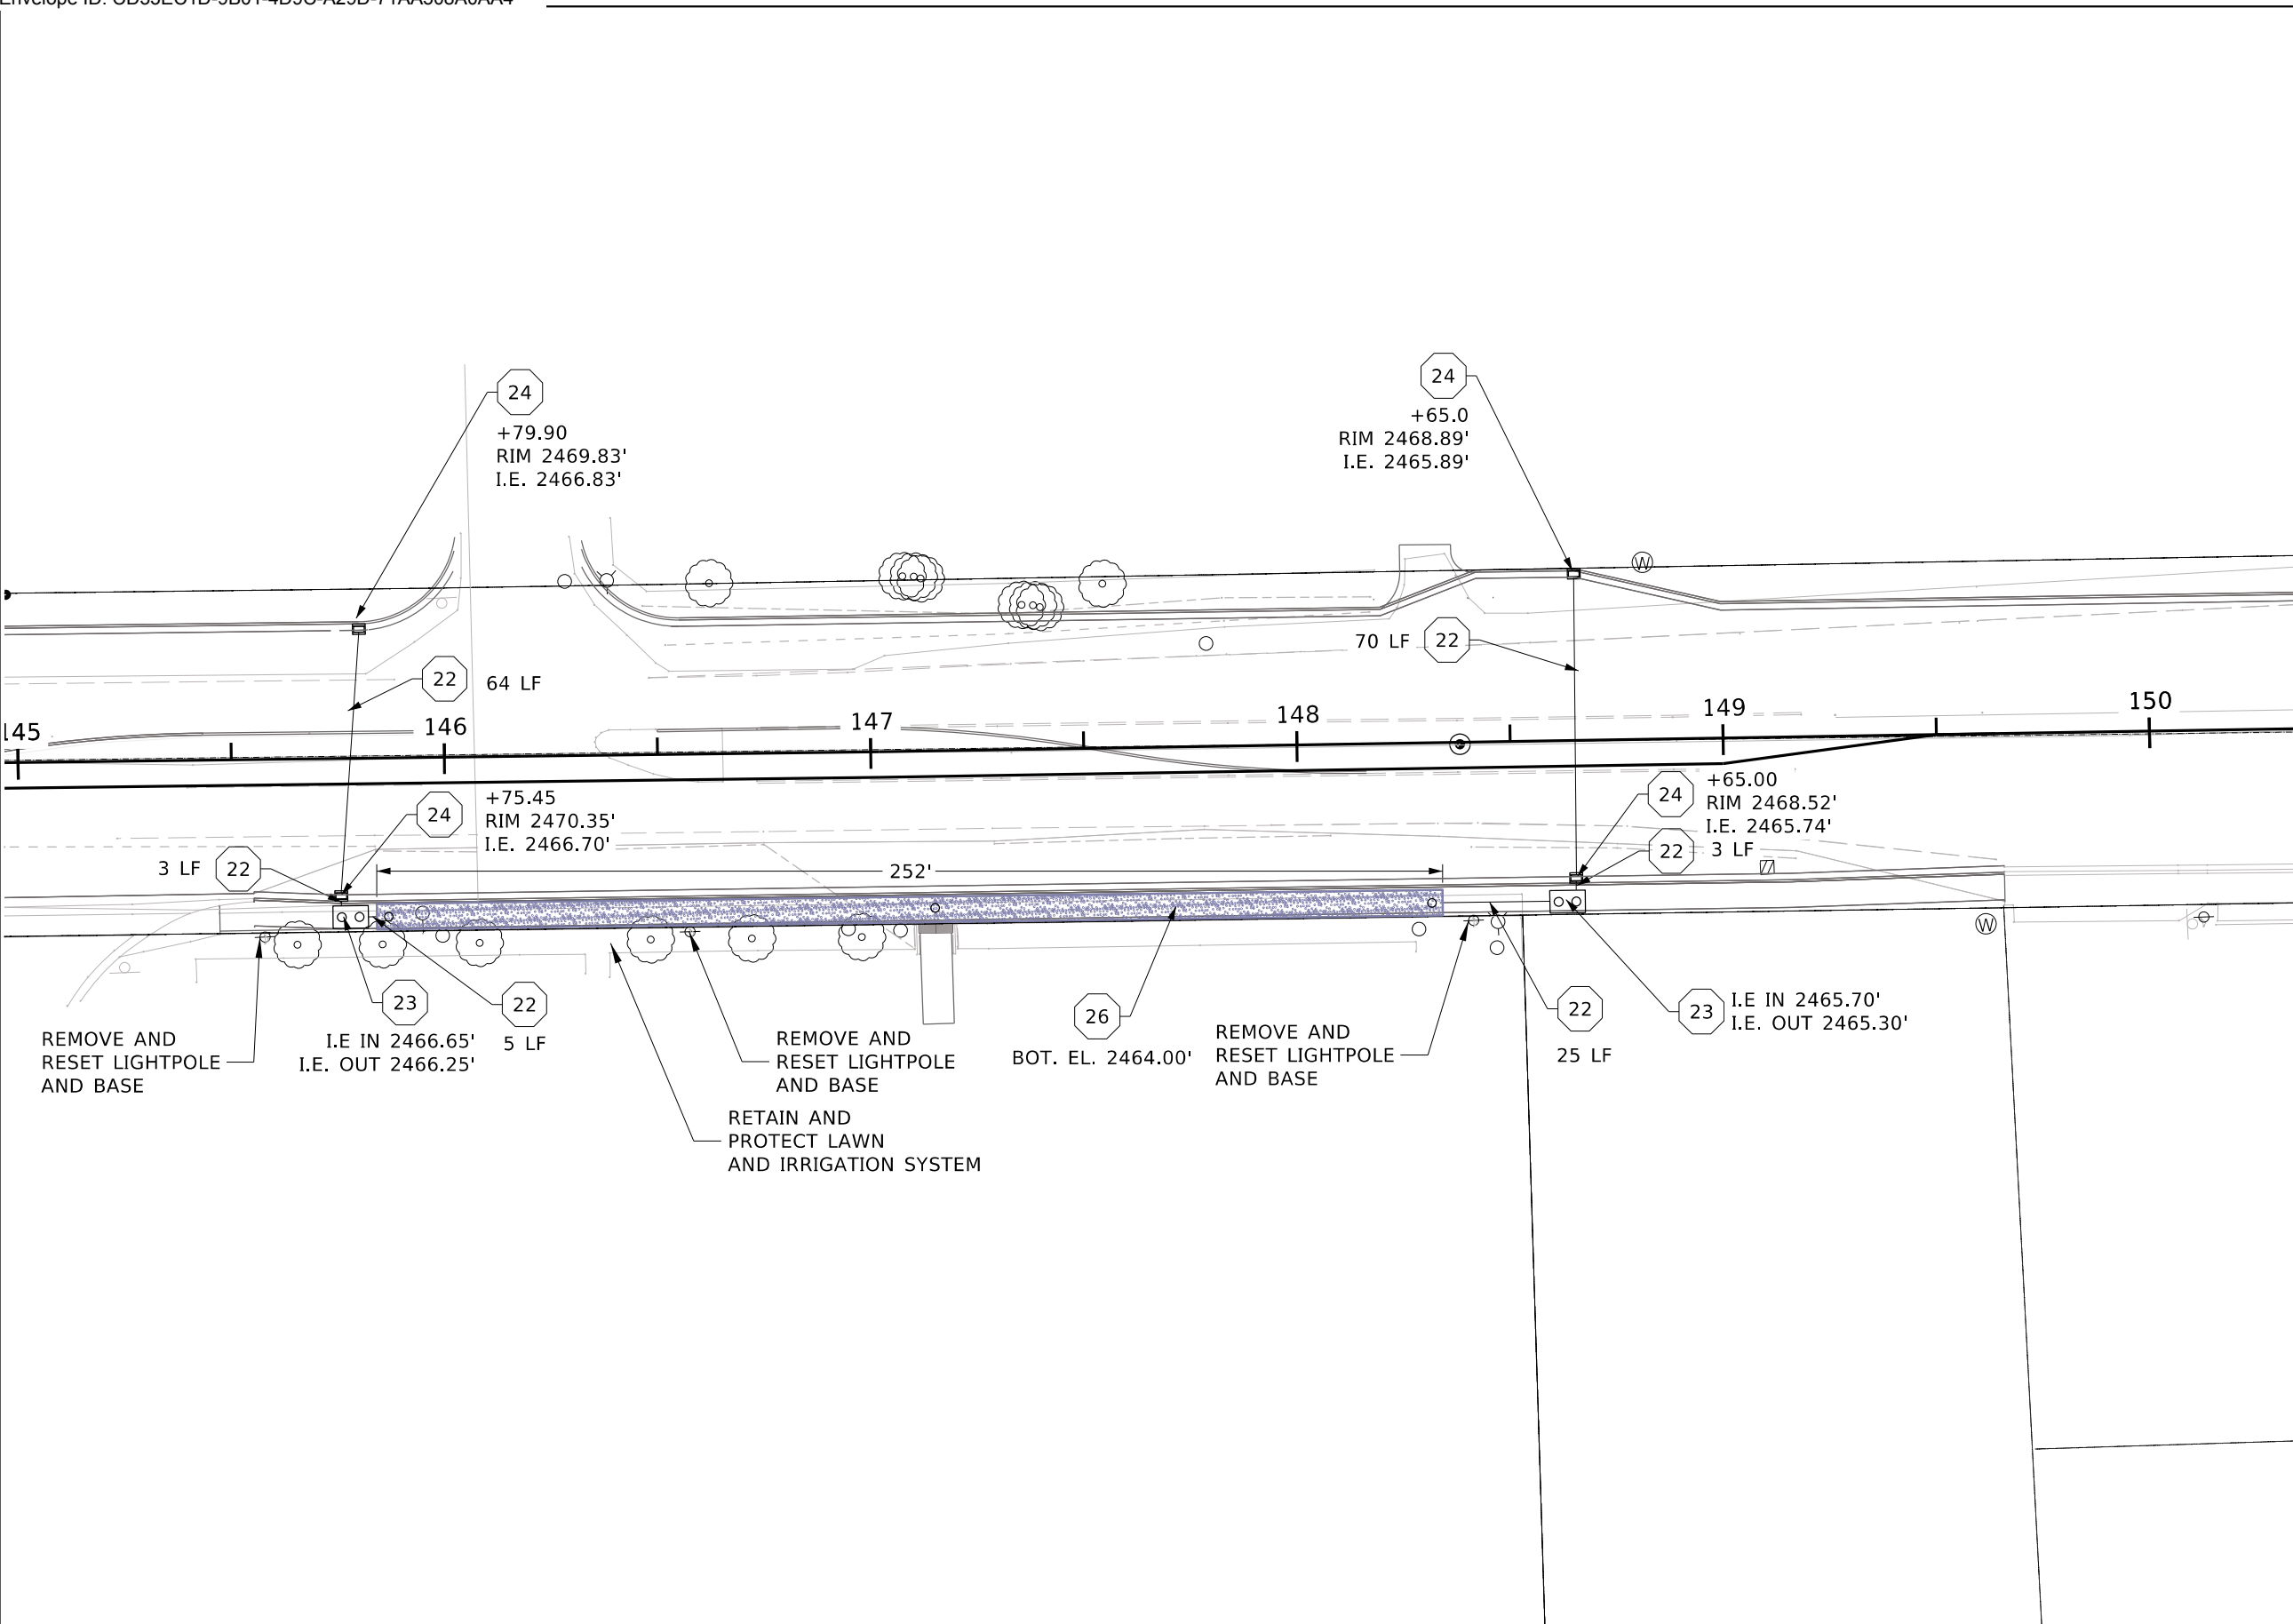 24
+79.90
RIM 2469.83'
I.E. 2466.83'
24
+65.0
RIM 2468.89'
I.E. 2465.89'
W
22
64 LF
70 LF
22
145
146
147
148
149
150
24
+75.45
RIM 2470.35'
I.E. 2466.70'
24
+65.00
RIM 2468.52'
I.E. 2465.74'
3 LF
22
252'
22
3 LF
W
23
I.E IN 2466.65'
I.E. OUT 2466.25'
22
5 LF
REMOVE AND
RESET LIGHTPOLE
AND BASE
REMOVE AND
RESET LIGHTPOLE
AND BASE
26
BOT. EL. 2464.00'
REMOVE AND
RESET LIGHTPOLE
AND BASE
22
25 LF
23
I.E IN 2465.70'
I.E. OUT 2465.30'
RETAIN AND
PROTECT LAWN
AND IRRIGATION SYSTEM